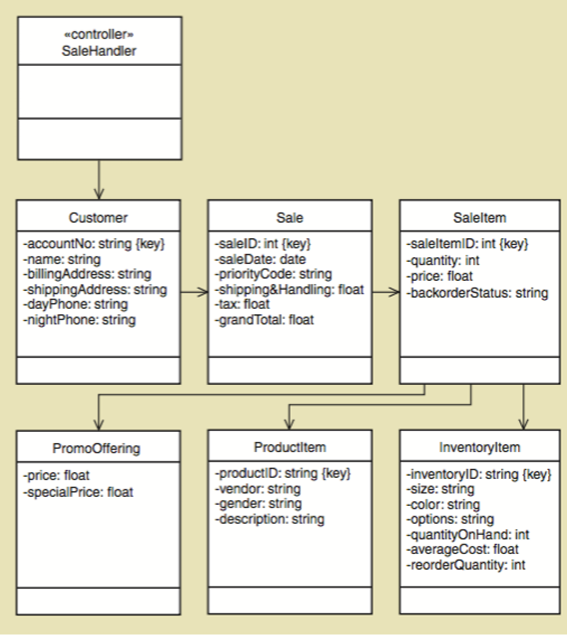 «controller»
SaleHandler
Customer
-accountNo: string {key}
-name: string
-billingAddress: string
-shippingAddress: string
-dayPhone: string
-nightPhone: string
Sale
-saleID: int {key}
-saleDate: date
-priorityCode: string
-shipping&Handling: float
-tax: float
-grandTotal: float
SaleItem
-saleItemID: int {key}
-quantity: int
-price: float
-backorderStatus: string
PromoOffering
-price: float
-specialPrice: float
ProductItem
-productID: string {key}
-vendor: string
-gender: string
-description: string
InventoryItem
-inventoryID: string {key}
-size: string
-color: string
-options: string
-quantityOnHand: int
-averageCost: float
-reorderQuantity: int